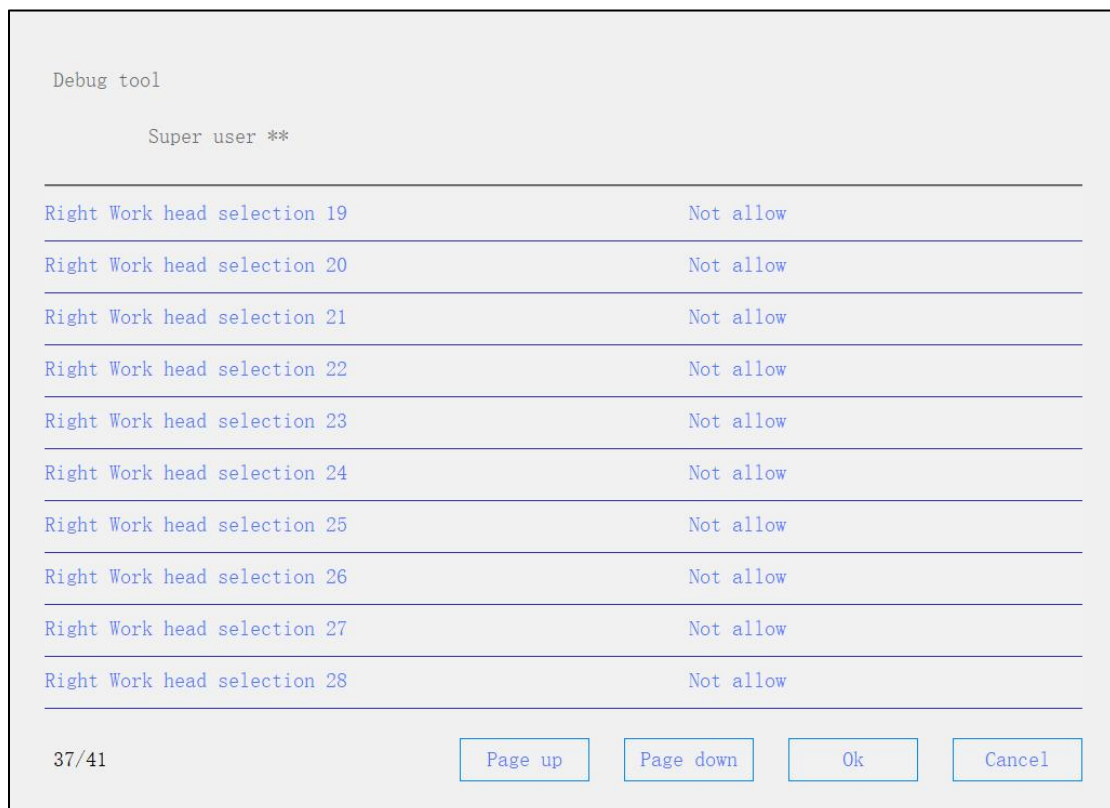 Debug tool
Super user **
Right Work head selection 19 Not allow
Right Work head selection 20 Not allow
Right Work head selection 21 Not allow
Right Work head selection 22 Not allow
Right Work head selection 23 Not allow
Right Work head selection 24 Not allow
Right Work head selection 25 Not allow
Right Work head selection 26 Not allow
Right Work head selection 27 Not allow
Right Work head selection 28 Not allow
37/41 Page up Page down Ok Cancel